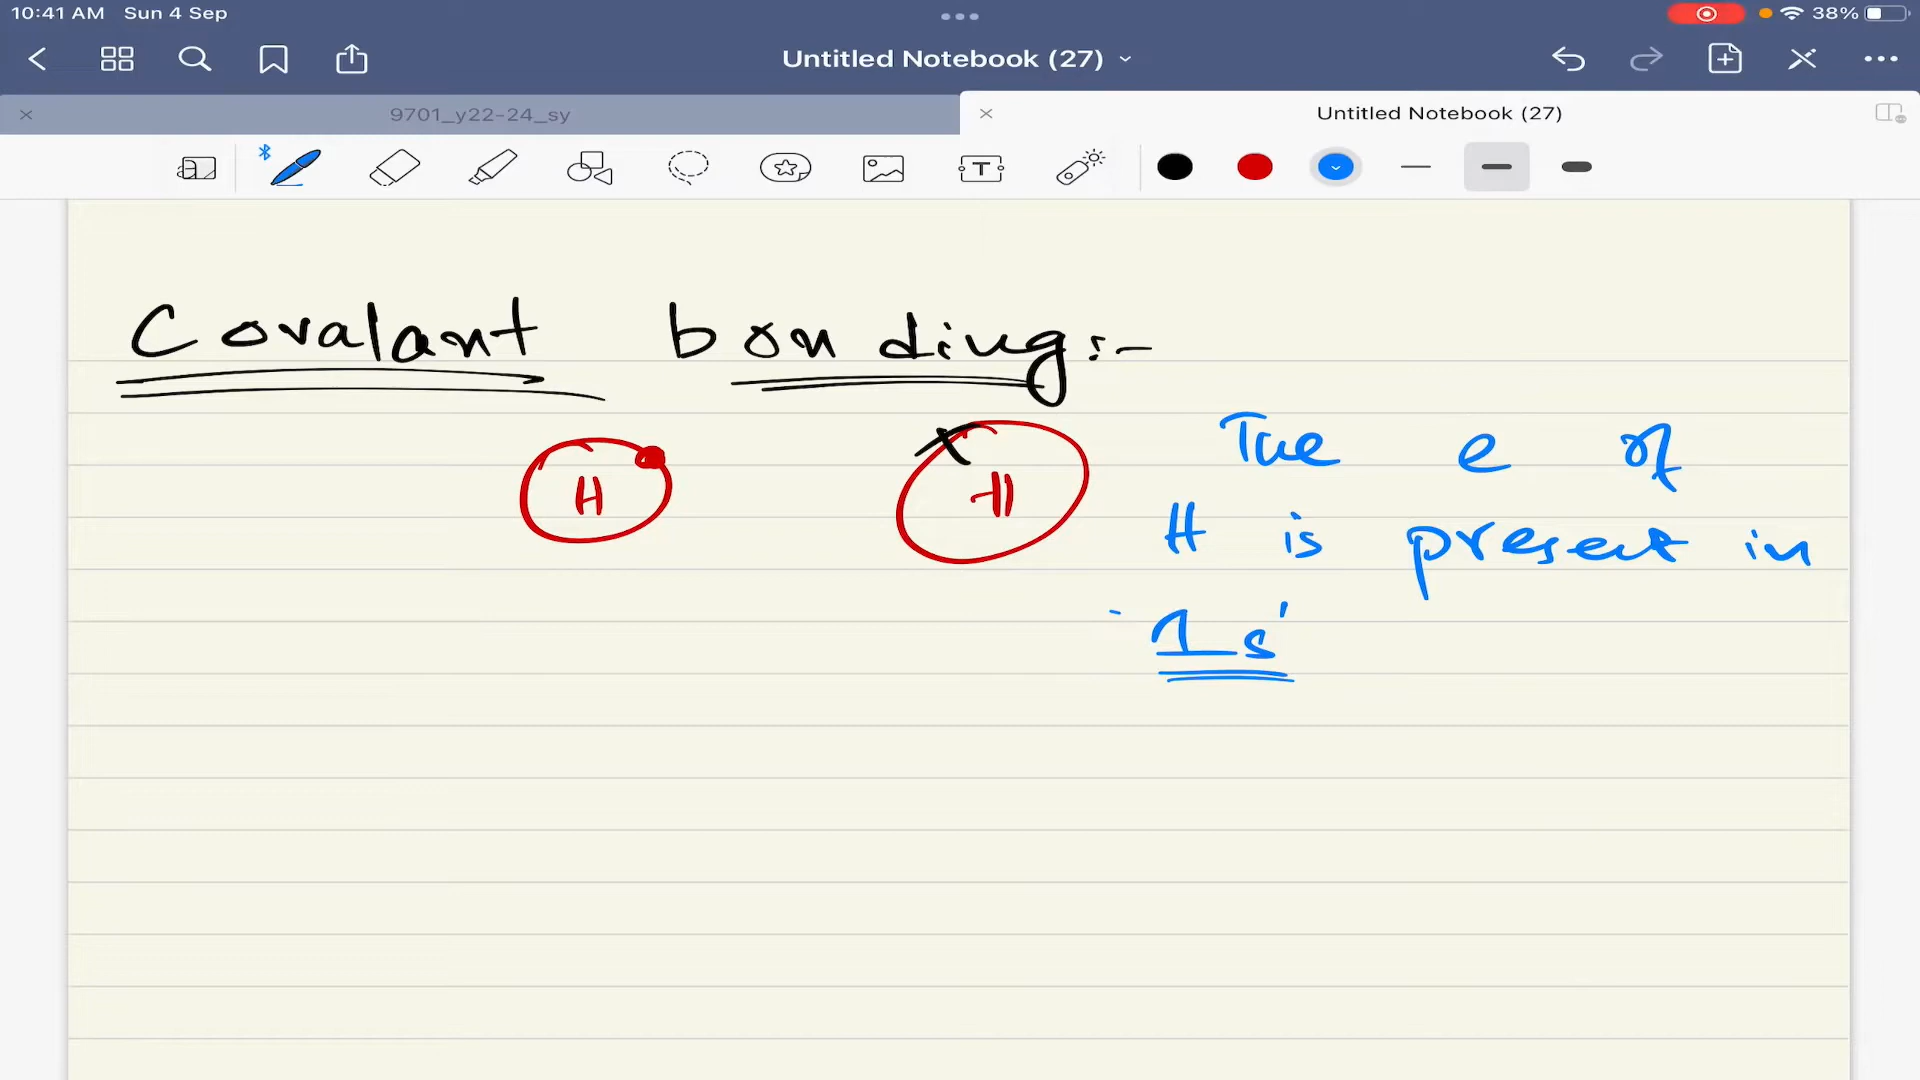 10:41 AM Sun 4 Sep
38%
Untitled Notebook (27)
9701_y22-24_sy
Untitled Notebook (27)
Covalant bonding:-
H H
The e of
H is present in
1s'